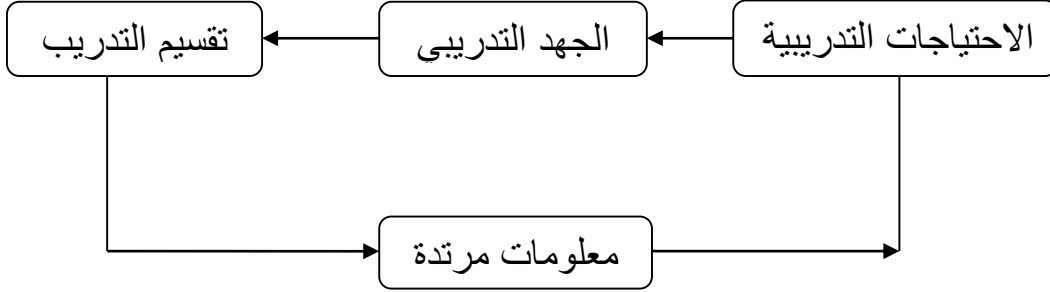 الاحتياجات التدريبية
الجهد التدريبي
تقسيم التدريب
معلومات مرتدة